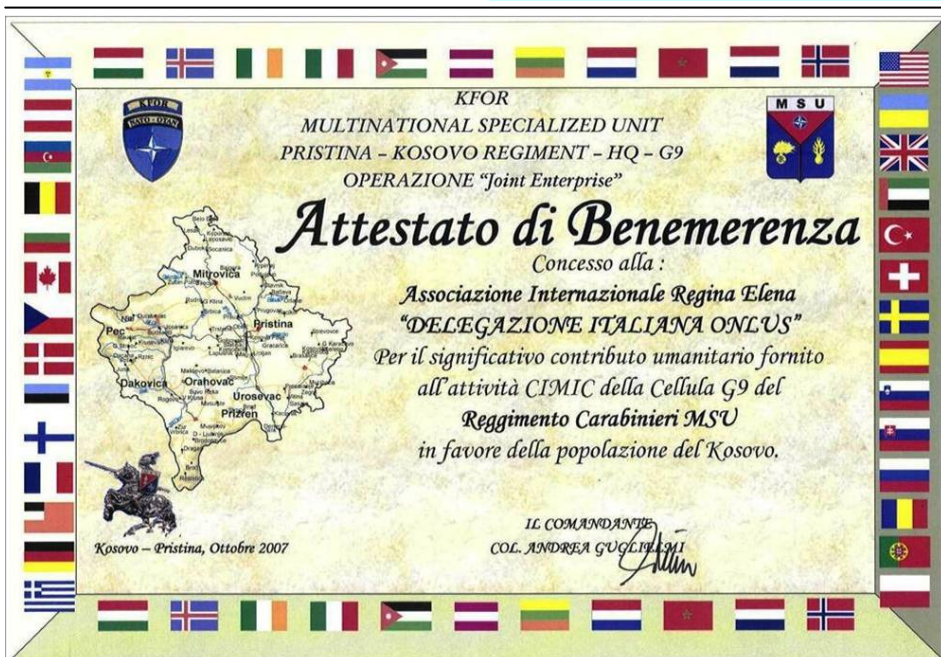 KFOR
NATO - OTAN
M S U
KFOR
MULTINATIONAL SPECIALIZED UNIT
PRISTINA – KOSOVO REGIMENT – HQ – G9
OPERAZIONE “Joint Enterprise”
Attestato di Benemerenza
Concesso alla :
Associazione Internazionale Regina Elena
“DELEGAZIONE ITALIANA ONLUS”
Per il significativo contributo umanitario fornito
all'attività CIMIC della Cellula G9 del
Reggimento Carabinieri MSU
in favore della popolazione del Kosovo.
Mitrovica
Pristina
Pec
Dakovica
Orahovac
Urosevac
Prizren
IL COMANDANTE
COL. ANDREA GUGLIELMI
Kosovo – Pristina, Ottobre 2007